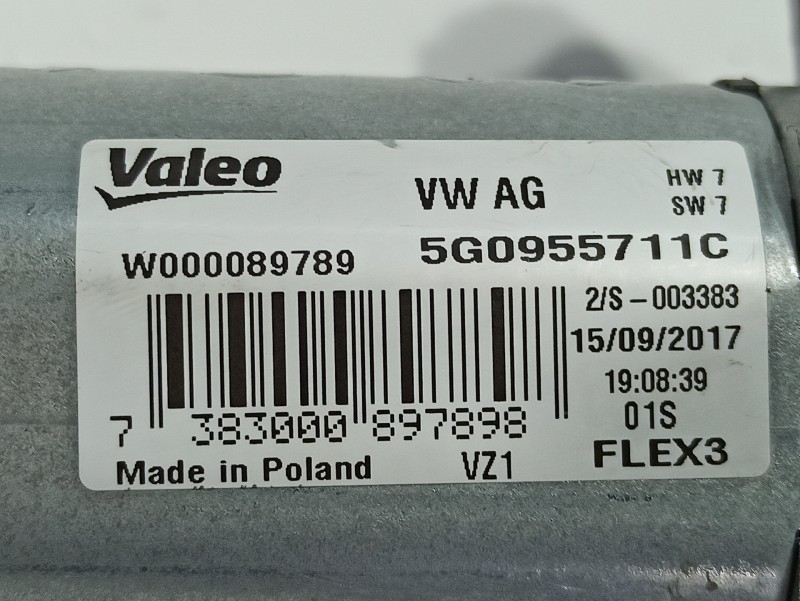 Valeo
VW AG
HW 7
SW 7
W000089789
5G0955711C
2/S-003383
15/09/2017
19:08:39
7 383000 897898
01S
Made in Poland
VZ1
FLEX3